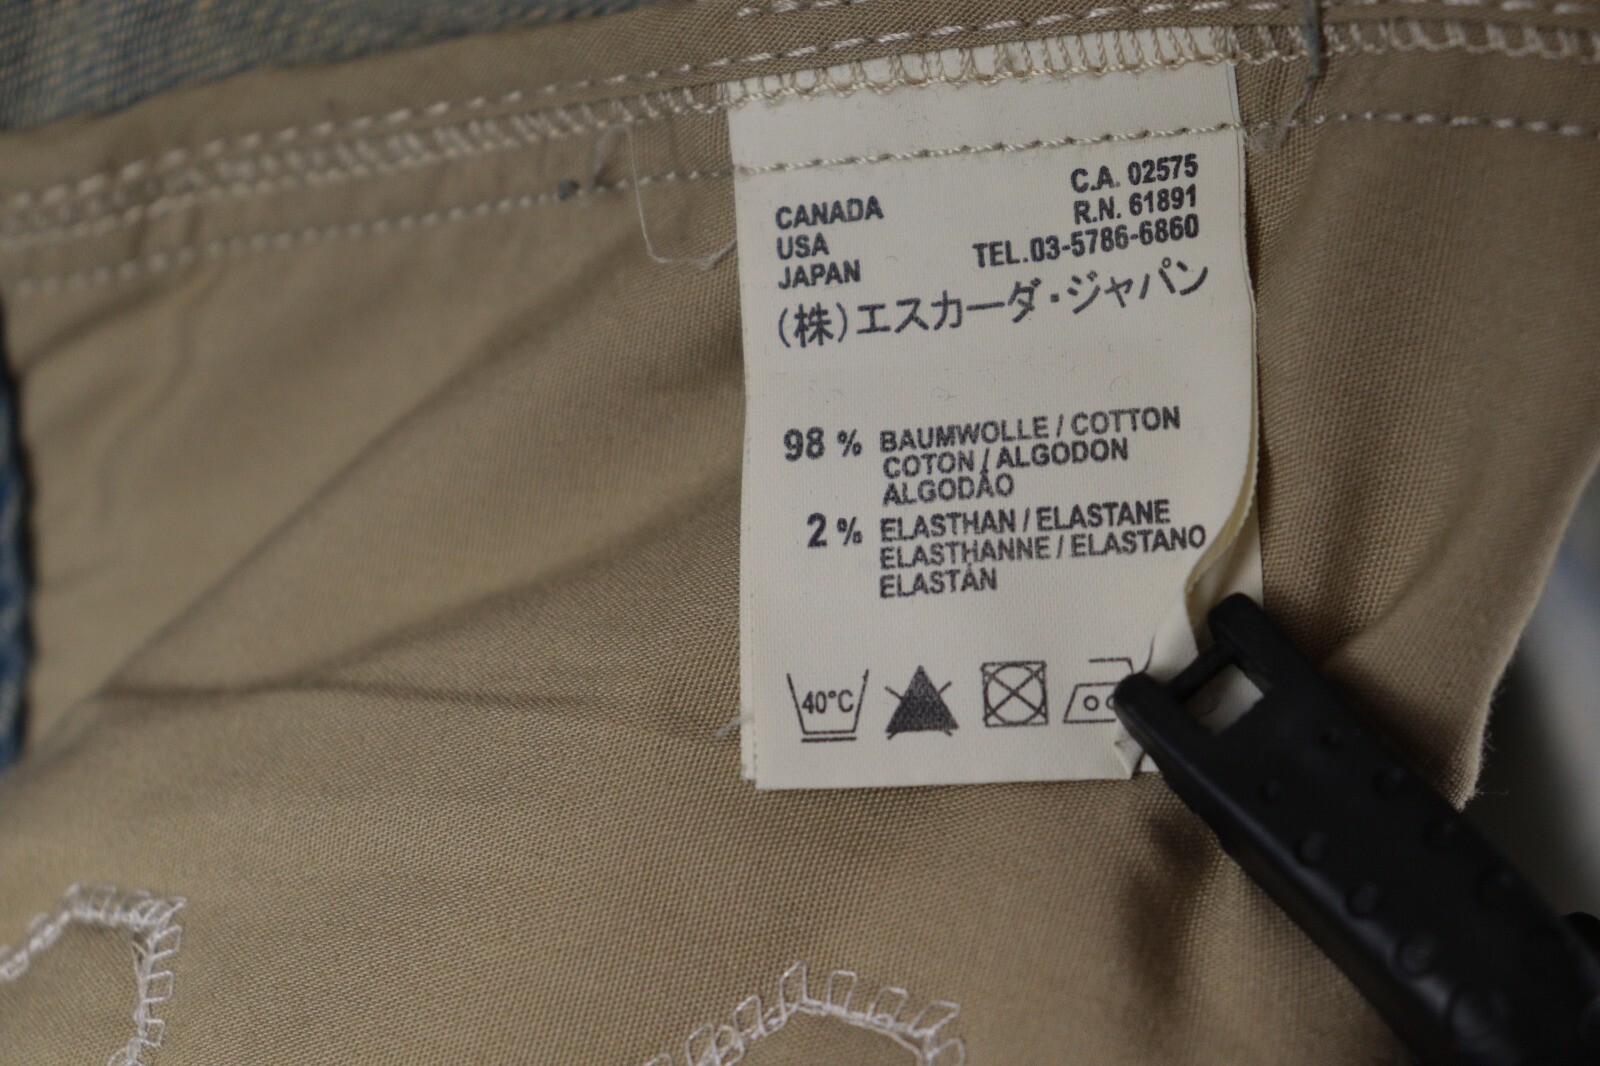 CANADA C.A. 02575
USA R.N. 61891
JAPAN TEL.03-5786-6860
(株)エスカーダ・ジャパン
98 % BAUMWOLLE / COTTON
COTON / ALGODON
ALGODÃO
2 % ELASTHAN / ELASTANE
ELASTHANNE / ELASTANO
ELASTÁN
40°C